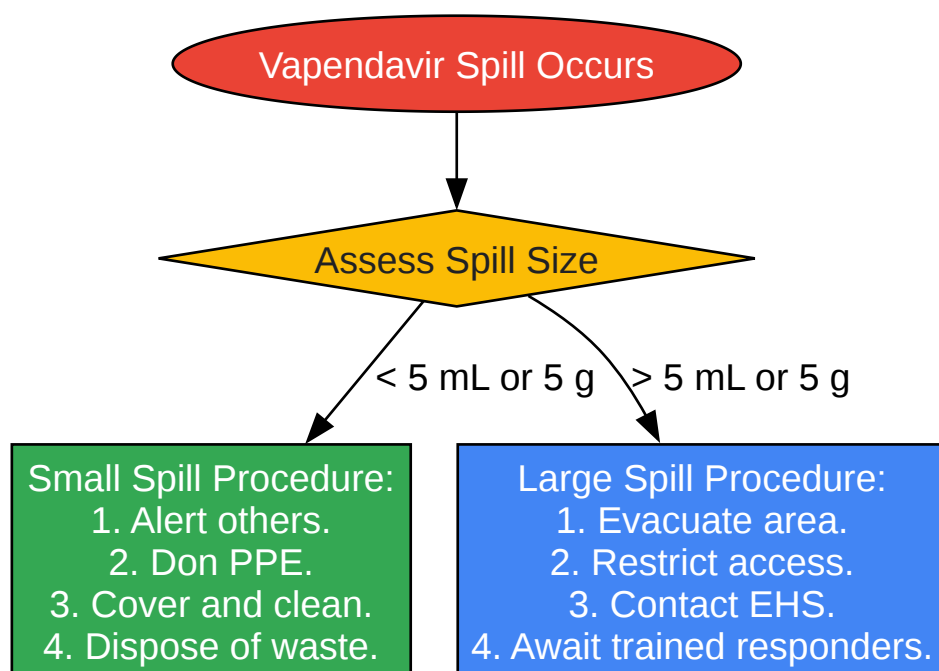 Vapendavir Spill Occurs
Assess Spill Size
< 5 mL or 5 g
> 5 mL or 5 g
Small Spill Procedure:
1. Alert others.
2. Don PPE.
3. Cover and clean.
4. Dispose of waste.
Large Spill Procedure:
1. Evacuate area.
2. Restrict access.
3. Contact EHS.
4. Await trained responders.